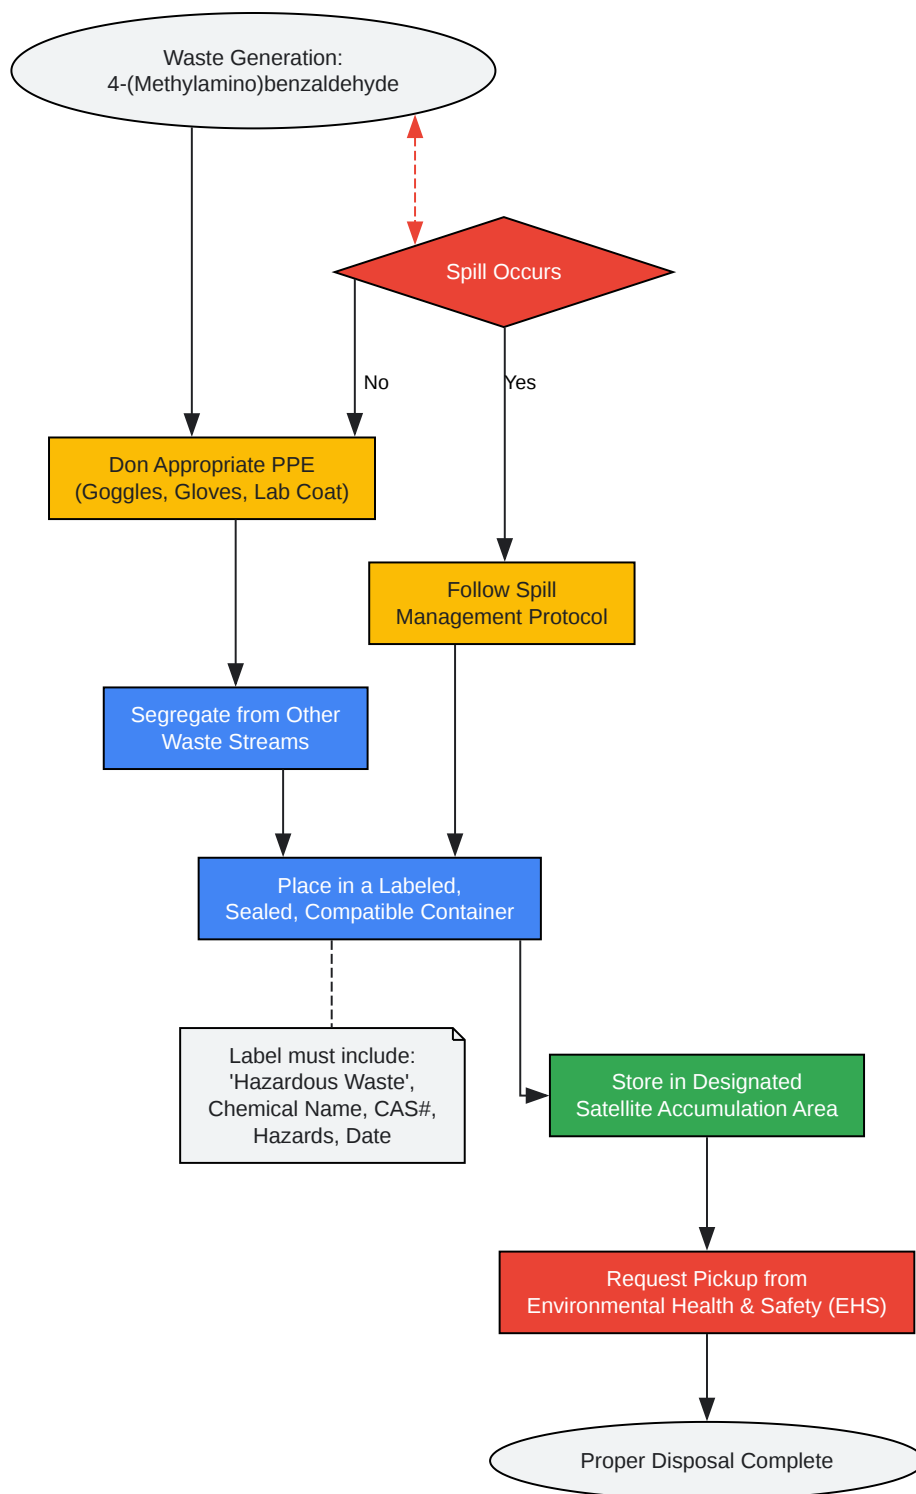 Waste Generation:
4-(Methylamino)benzaldehyde
Spill Occurs
No
Yes
Don Appropriate PPE
(Goggles, Gloves, Lab Coat)
Follow Spill
Management Protocol
Segregate from Other
Waste Streams
Place in a Labeled,
Sealed, Compatible Container
Label must include:
'Hazardous Waste',
Chemical Name, CAS#,
Hazards, Date
Store in Designated
Satellite Accumulation Area
Request Pickup from
Environmental Health & Safety (EHS)
Proper Disposal Complete